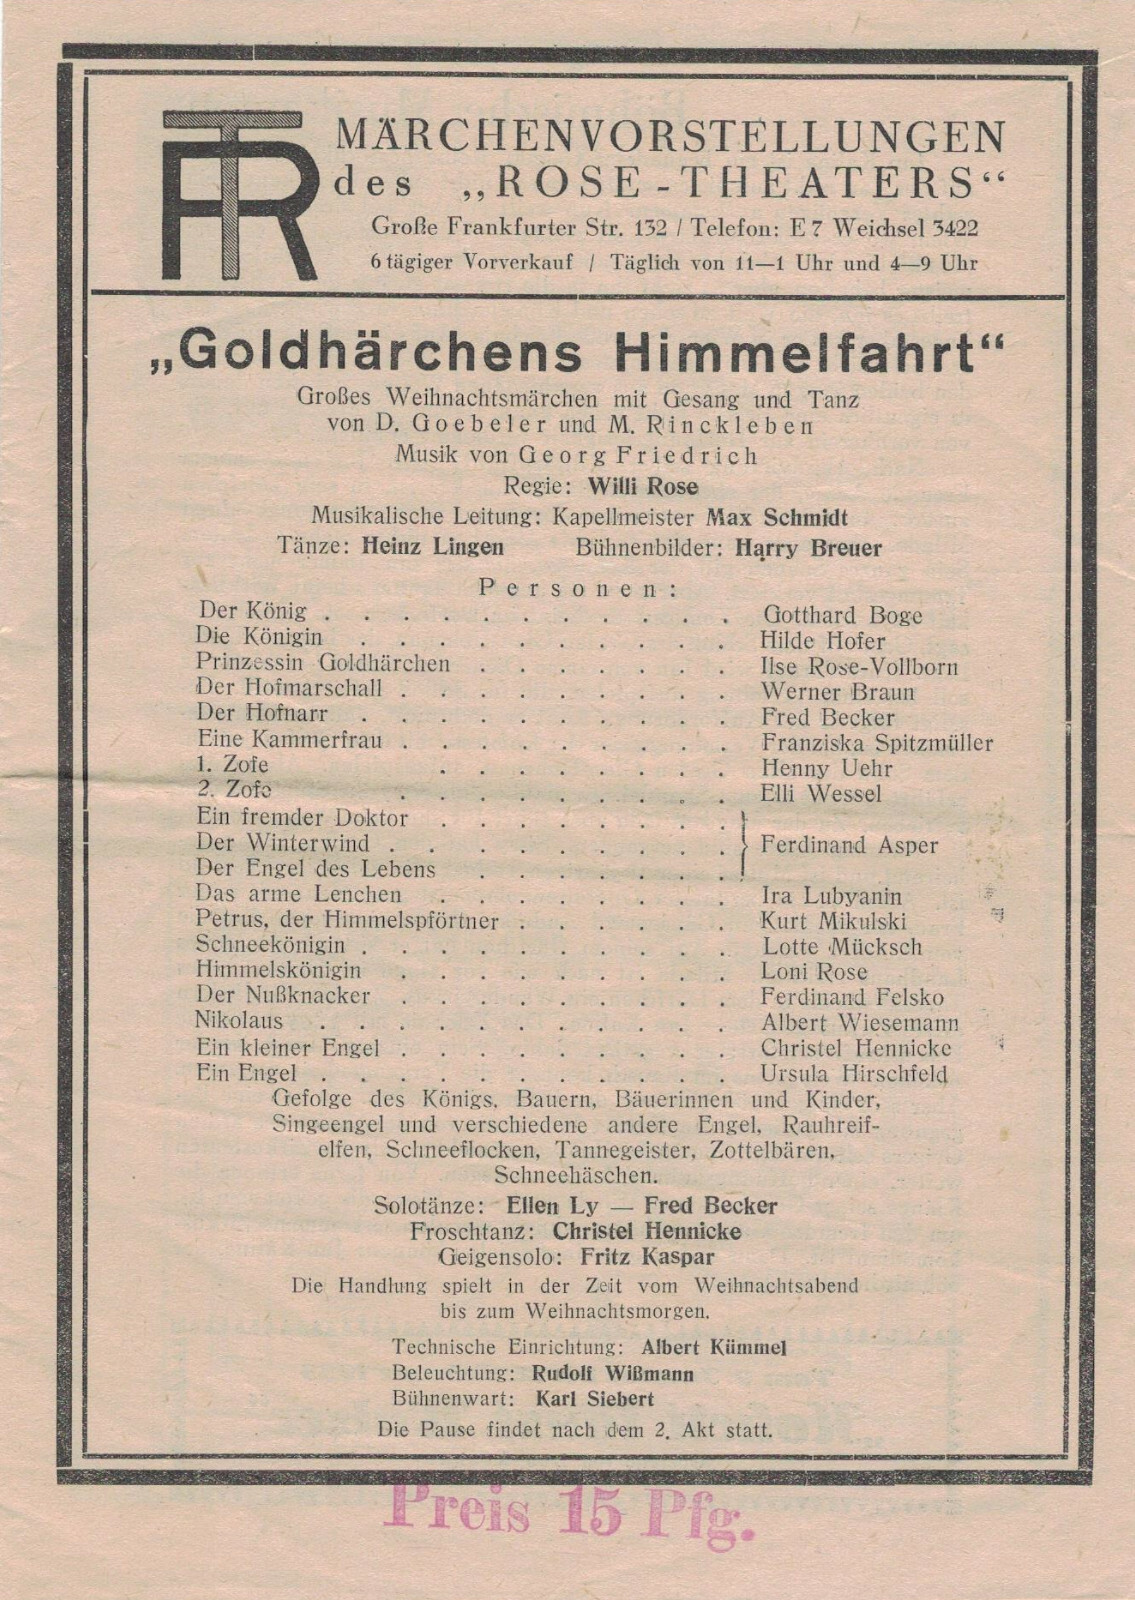 TR
MÄRCHENVORSTELLUNGEN
des „ROSE-THEATERS“
Große Frankfurter Str. 132 / Telefon: E 7 Weichsel 3422
6 tägiger Vorverkauf / Täglich von 11—1 Uhr und 4—9 Uhr
„Goldhärchens Himmelfahrt“
Großes Weihnachtsmärchen mit Gesang und Tanz
von D. Goebeler und M. Rinckleben
Musik von Georg Friedrich
Regie: Willi Rose
Musikalische Leitung: Kapellmeister Max Schmidt
Tänze: Heinz Lingen Bühnenbilder: Harry Breuer
Personen:
Der König . . . . . . . . . . . Gotthard Boge
Die Königin . . . . . . . . . . Hilde Hofer
Prinzessin Goldhärchen . . . . . . . Ilse Rose-Vollborn
Der Hofmarschall . . . . . . . . . Werner Braun
Der Hofnarr . . . . . . . . . . Fred Becker
Eine Kammerfrau . . . . . . . . . Franziska Spitzmüller
1. Zofe . . . . . . . . Henny Uehr
2. Zofe . . . . . . . . . Elli Wessel
Ein fremder Doktor . . . . . . . .
Der Winterwind . . . . . . . . . } Ferdinand Asper
Der Engel des Lebens . . . . . . .
Das arme Lenchen . . . . . . . . Ira Lubyanin
Petrus, der Himmelspförtner . . . . . . Kurt Mikulski
Schneekönigin . . . . . . . . . . Lotte Mücksch
Himmelskönigin . . . . . . . . . Loni Rose
Der Nußknacker . . . . . . . . . Ferdinand Felsko
Nikolaus . . . . . . . . . . . Albert Wiesemann
Ein kleiner Engel . . . . . . . . . Christel Hennicke
Ein Engel . . . . . . . . . . . Ursula Hirschfeld
Gefolge des Königs, Bauern, Bäuerinnen und Kinder,
Singeengel und verschiedene andere Engel, Rauhreif-
elfen, Schneeflocken, Tannegeister, Zottelbären,
Schneehäschen.
Solotänze: Ellen Ly — Fred Becker
Froschtanz: Christel Hennicke
Geigensolo: Fritz Kaspar
Die Handlung spielt in der Zeit vom Weihnachtsabend
bis zum Weihnachtsmorgen.
Technische Einrichtung: Albert Kümmel
Beleuchtung: Rudolf Wißmann
Bühnenwart: Karl Siebert
Die Pause findet nach dem 2. Akt statt.
Preis 15 Pfg.